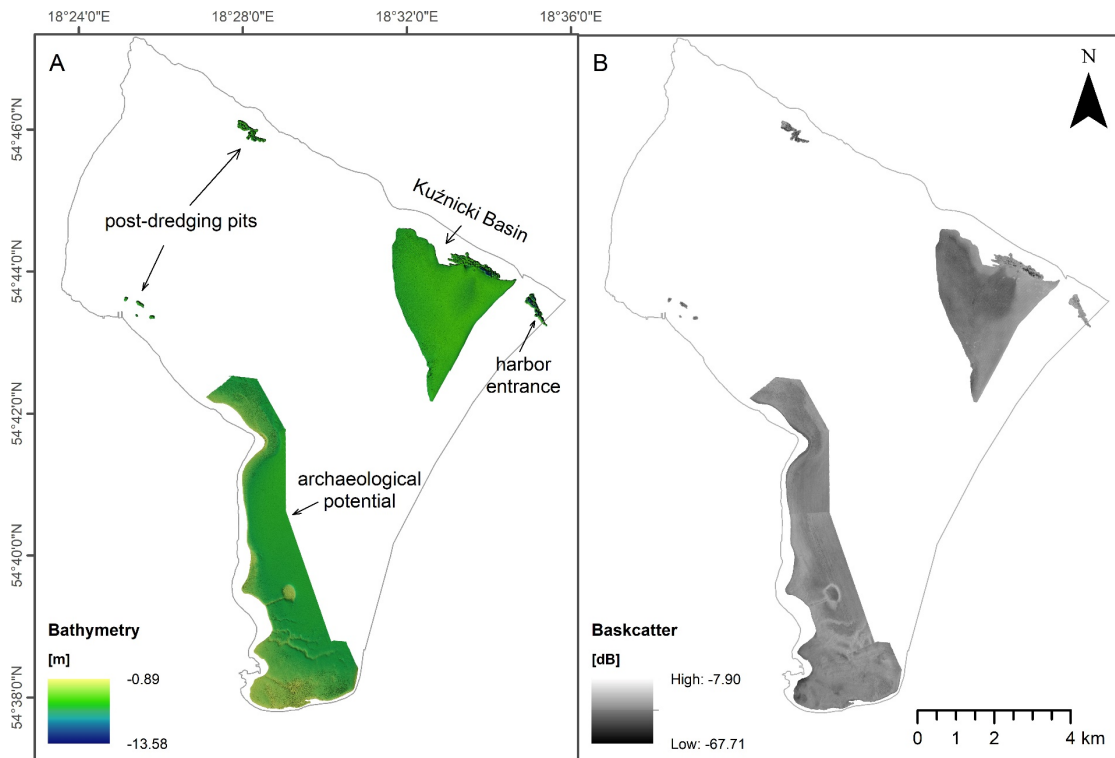 18°24'0"E 18°28'0"E 18°32'0"E 18°36'0"E
A
B
N
54°46'0"N
54°44'0"N
54°42'0"N
54°40'0"N
54°38'0"N
post-dredging pits
Kuźnicki Basin
harbor
entrance
archaeological
potential
Bathymetry
[m]
-0.89
-13.58
Baskcatter
[dB]
High: -7.90
Low: -67.71
0 1 2 4 km